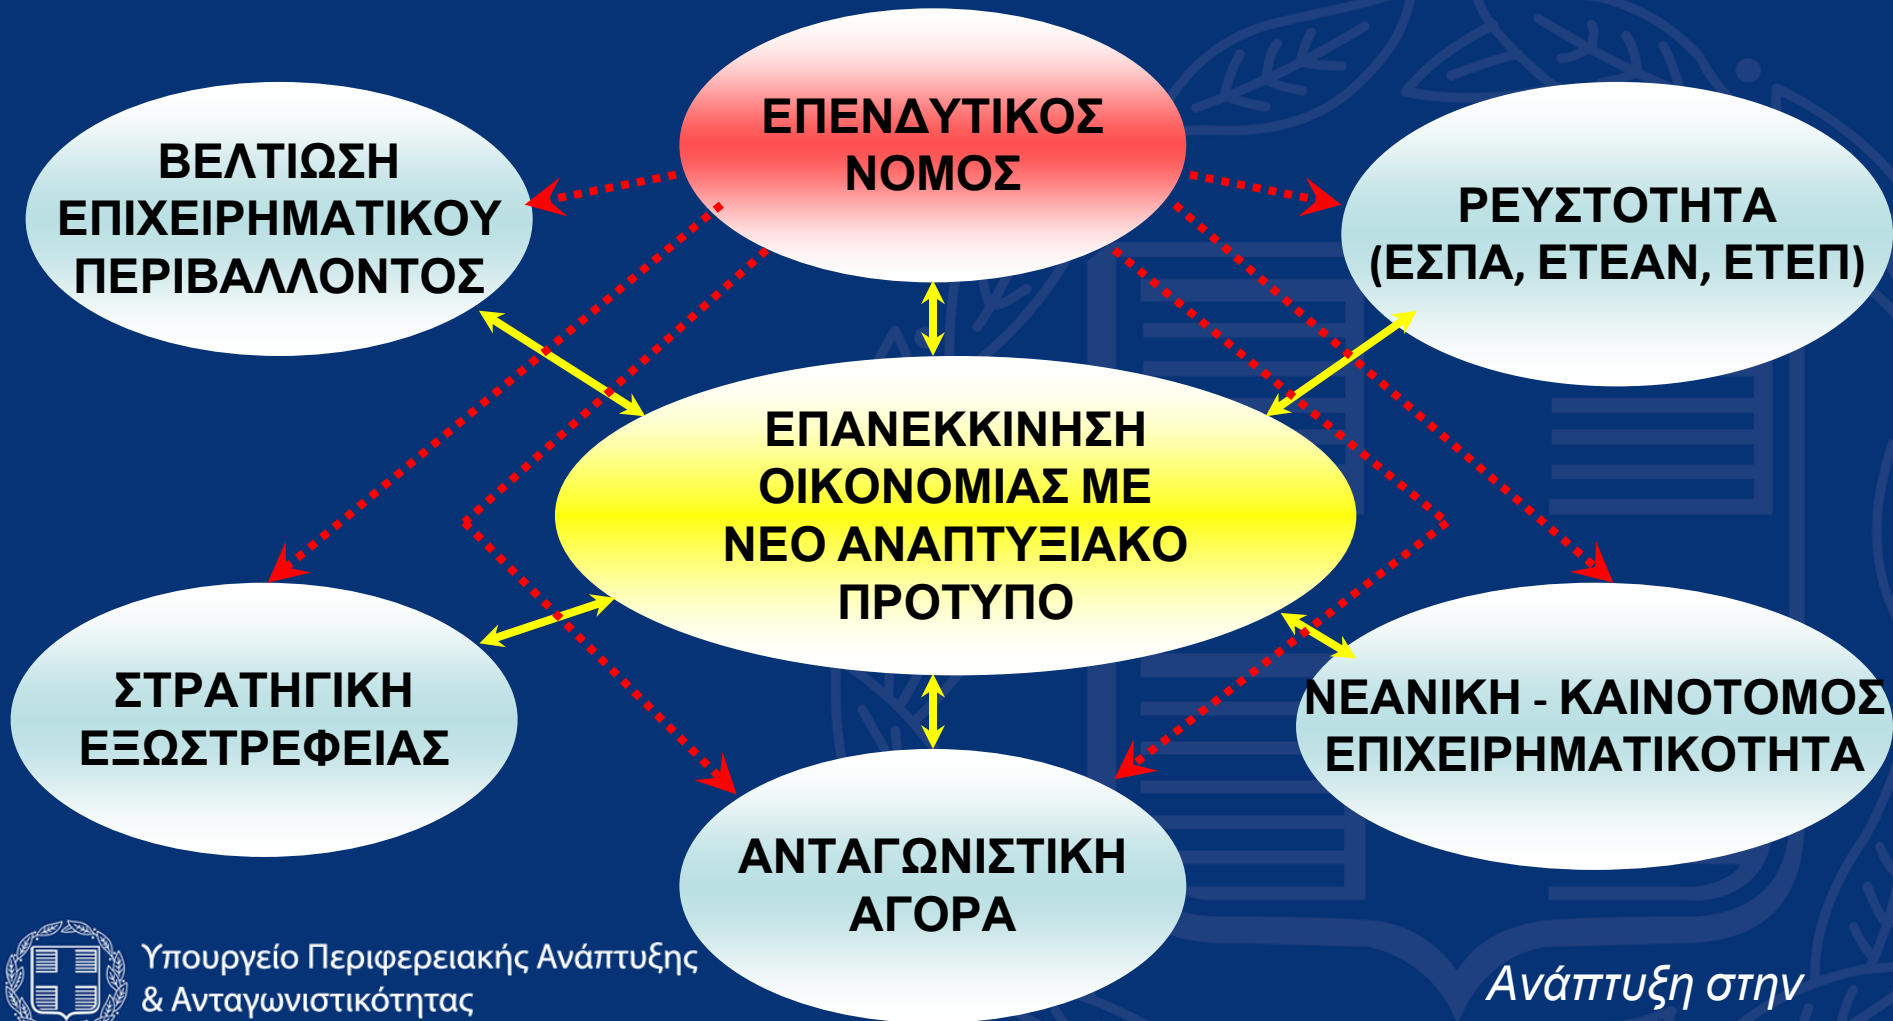 ΕΠΕΝΔΥΤΙΚΟΣ
ΝΟΜΟΣ
ΒΕΛΤΙΩΣΗ
ΕΠΙΧΕΙΡΗΜΑΤΙΚΟΥ
ΠΕΡΙΒΑΛΛΟΝΤΟΣ
ΡΕΥΣΤΟΤΗΤΑ
(ΕΣΠΑ, ΕΤΕΑΝ, ΕΤΕΠ)
ΕΠΑΝΕΚΚΙΝΗΣΗ
ΟΙΚΟΝΟΜΙΑΣ ΜΕ
ΝΕΟ ΑΝΑΠΤΥΞΙΑΚΟ
ΠΡΟΤΥΠΟ
ΣΤΡΑΤΗΓΙΚΗ
ΕΞΩΣΤΡΕΦΕΙΑΣ
ΝΕΑΝΙΚΗ - ΚΑΙΝΟΤΟΜΟΣ
ΕΠΙΧΕΙΡΗΜΑΤΙΚΟΤΗΤΑ
ΑΝΤΑΓΩΝΙΣΤΙΚΗ
ΑΓΟΡΑ
Υπουργείο Περιφερειακής Ανάπτυξης
& Ανταγωνιστικότητας
Ανάπτυξη στην